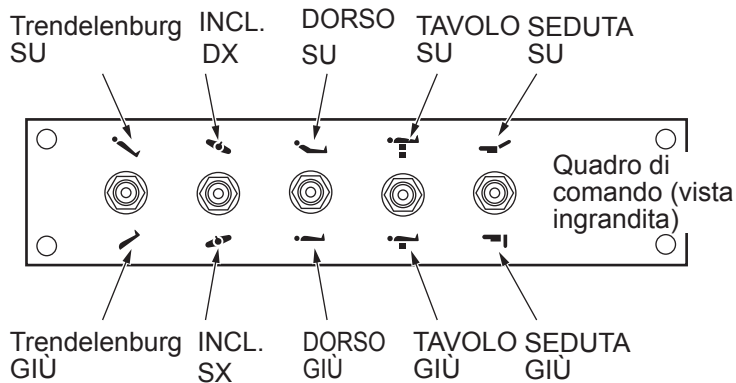 Trendelenburg SU
INCL. DX
DORSO SU
TAVOLO SU
SEDUTA SU
Quadro di
comando (vista
ingrandita)
Trendelenburg GIÙ
INCL. SX
DORSO GIÙ
TAVOLO GIÙ
SEDUTA GIÙ